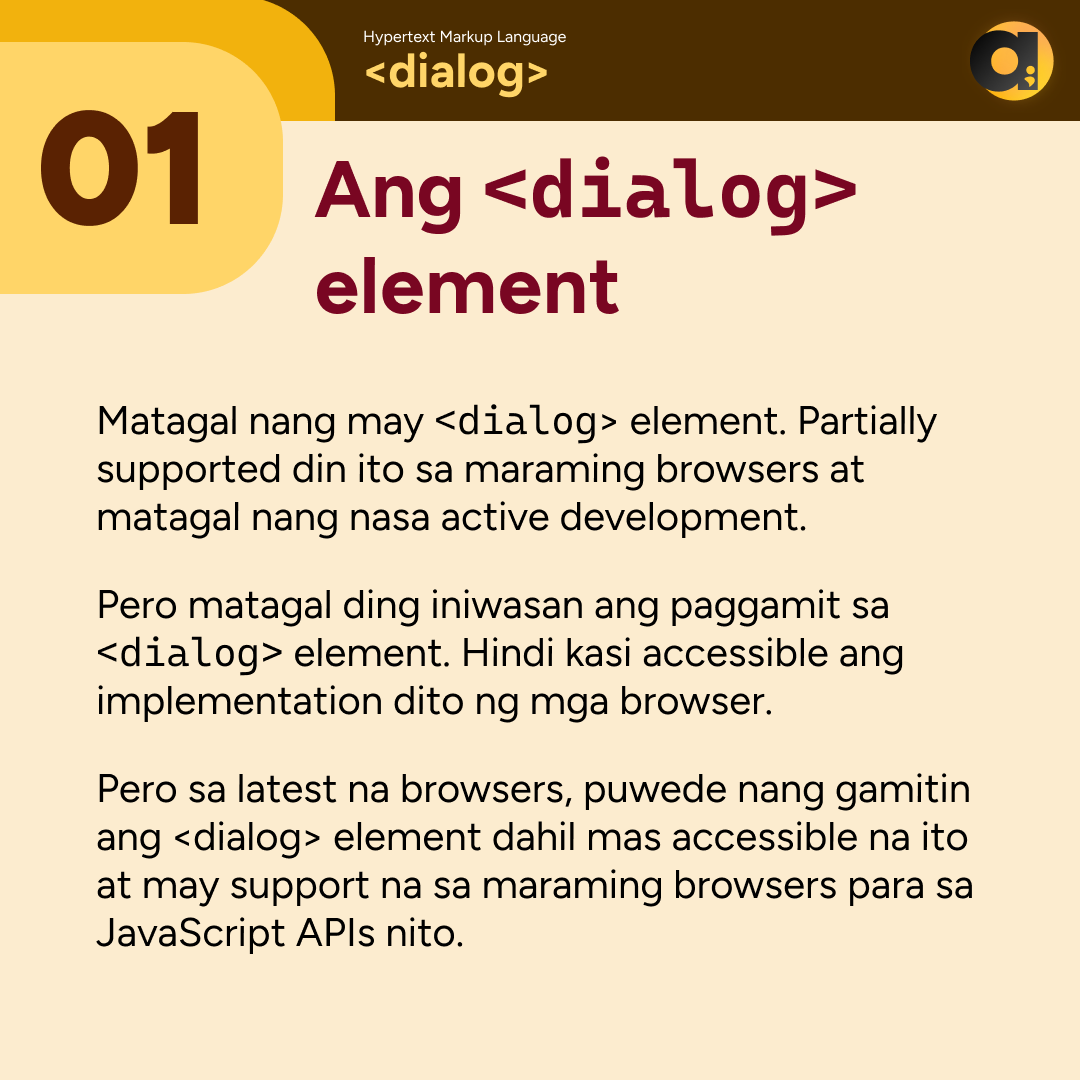 Hypertext Markup Language
<dialog>
01
Ang <dialog>
element
Matagal nang may <dialog> element. Partially
supported din ito sa maraming browsers at
matagal nang nasa active development.
Pero matagal ding iniwasan ang paggamit sa
<dialog> element. Hindi kasi accessible ang
implementation dito ng mga browser.
Pero sa latest na browsers, puwede nang gamitin
ang <dialog> element dahil mas accessible na ito
at may support na sa maraming browsers para sa
JavaScript APIs nito.